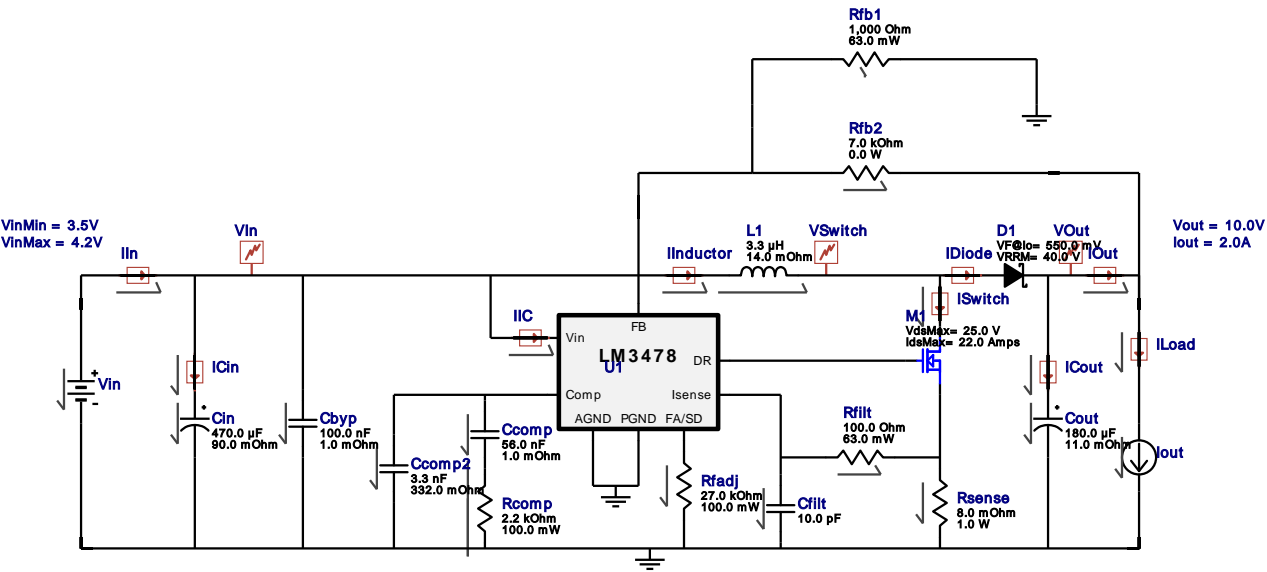 Rfb1
1,000 Ohm
63.0 mW
Rfb2
7.0 kOhm
0.0 W
VinMin = 3.5V
VinMax = 4.2V
IIn
VIn
IInductor
L1
3.3 µH
14.0 mOhm
VSwitch
IDiode
D1
VF@Io= 550.0 mV
VRRM= 40.0 V
VOut
IOut
Vout = 10.0V
Iout = 2.0A
ISwitch
IIC
Vin
FB
LM3478
U1
DR
Comp
Isense
AGND
PGND
FA/SD
M1
VdsMax= 25.0 V
IdsMax= 22.0 Amps
ILoad
ICin
ICout
+
Vin
-
Cin
470.0 µF
90.0 mOhm
Cbyp
100.0 nF
1.0 mOhm
Ccomp
56.0 nF
1.0 mOhm
Ccomp2
3.3 nF
332.0 mOhm
Rcomp
2.2 kOhm
100.0 mW
Rfadj
27.0 kOhm
100.0 mW
Rfilt
100.0 Ohm
63.0 mW
Cfilt
10.0 pF
Rsense
8.0 mOhm
1.0 W
Cout
180.0 µF
11.0 mOhm
Iout